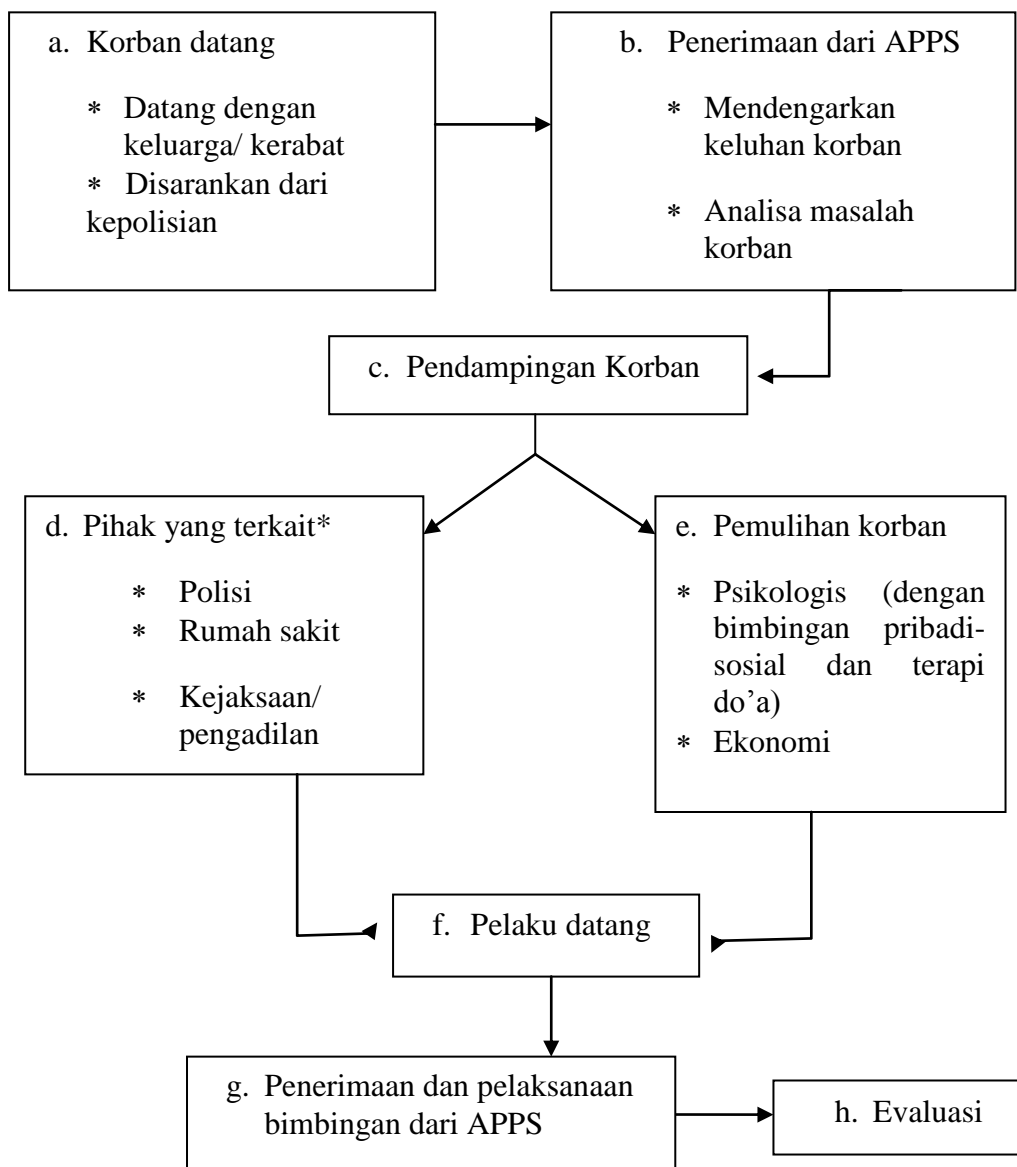 a. Korban datang
* Datang dengan
keluarga/ kerabat
* Disarankan dari
kepolisian
b. Penerimaan dari APPS
* Mendengarkan
keluhan korban
* Analisa masalah
korban
c. Pendampingan Korban
d. Pihak yang terkait*
* Polisi
* Rumah sakit
* Kejaksaan/
pengadilan
e. Pemulihan korban
* Psikologis (dengan
bimbingan pribadi-
sosial dan terapi
do’a)
* Ekonomi
f. Pelaku datang
g. Penerimaan dan pelaksanaan
bimbingan dari APPS
h. Evaluasi